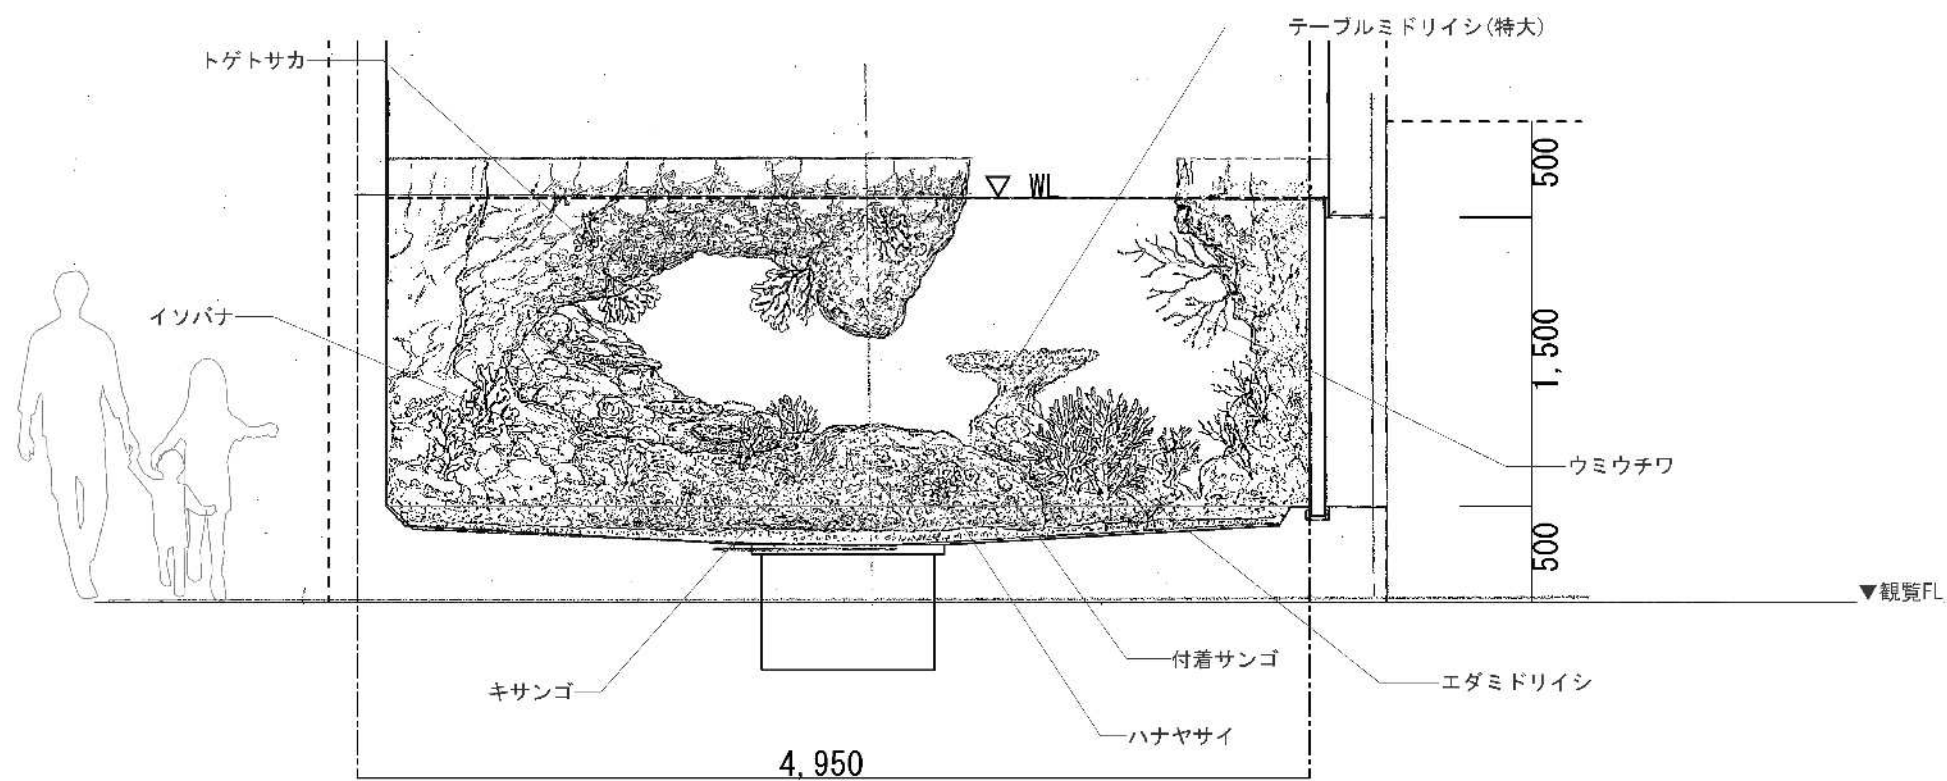 テーブルミドリイシ(特大)
トゲトサカ
500
WL
イソバナ
1,500
ウミウチワ
500
▼観覧FL
付着サンゴ
エダミドリイシ
キサンゴ
ハナヤサイ
4,950